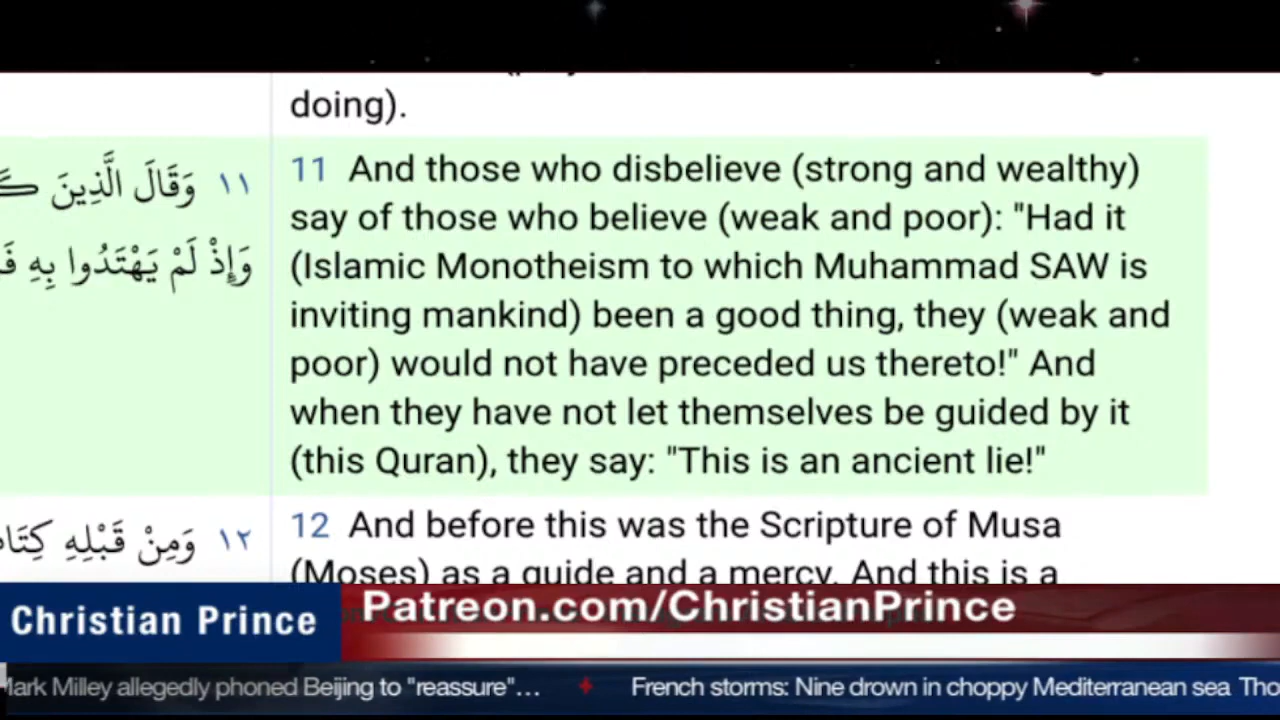 doing).
وَقَالَ الَّذِينَ ١١
وَإِذْ لَمْ يَهْتَدُوا بِهِ
11 And those who disbelieve (strong and wealthy)
say of those who believe (weak and poor): "Had it
(Islamic Monotheism to which Muhammad SAW is
inviting mankind) been a good thing, they (weak and
poor) would not have preceded us thereto!" And
when they have not let themselves be guided by it
(this Quran), they say: "This is an ancient lie!"
١٢ وَمِنْ قَبْلِهِ
12 And before this was the Scripture of Musa
(Moses) as a guide and a mercy. And this is a
Christian Prince
Patreon.com/ChristianPrince
Mark Milley allegedly phoned Beijing to "reassure"... French storms: Nine drown in choppy Mediterranean sea